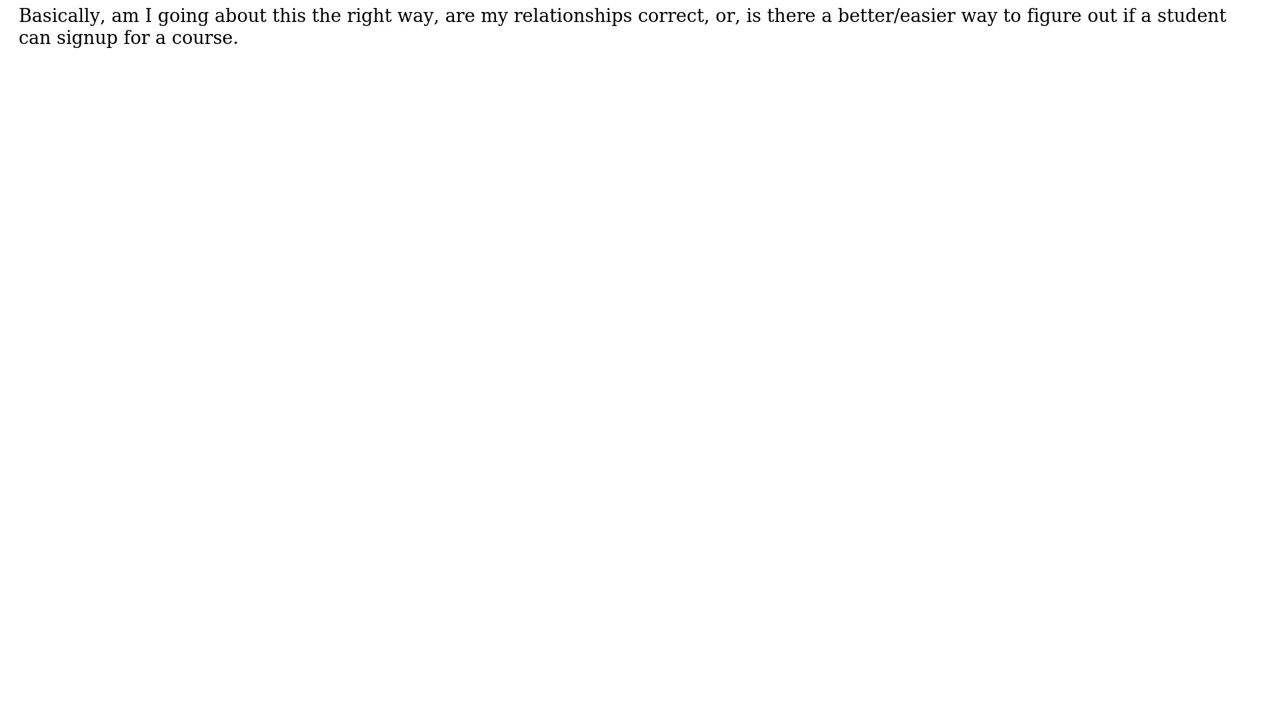 Basically, am I going about this the right way, are my relationships correct, or, is there a better/easier way to figure out if a student
can signup for a course.